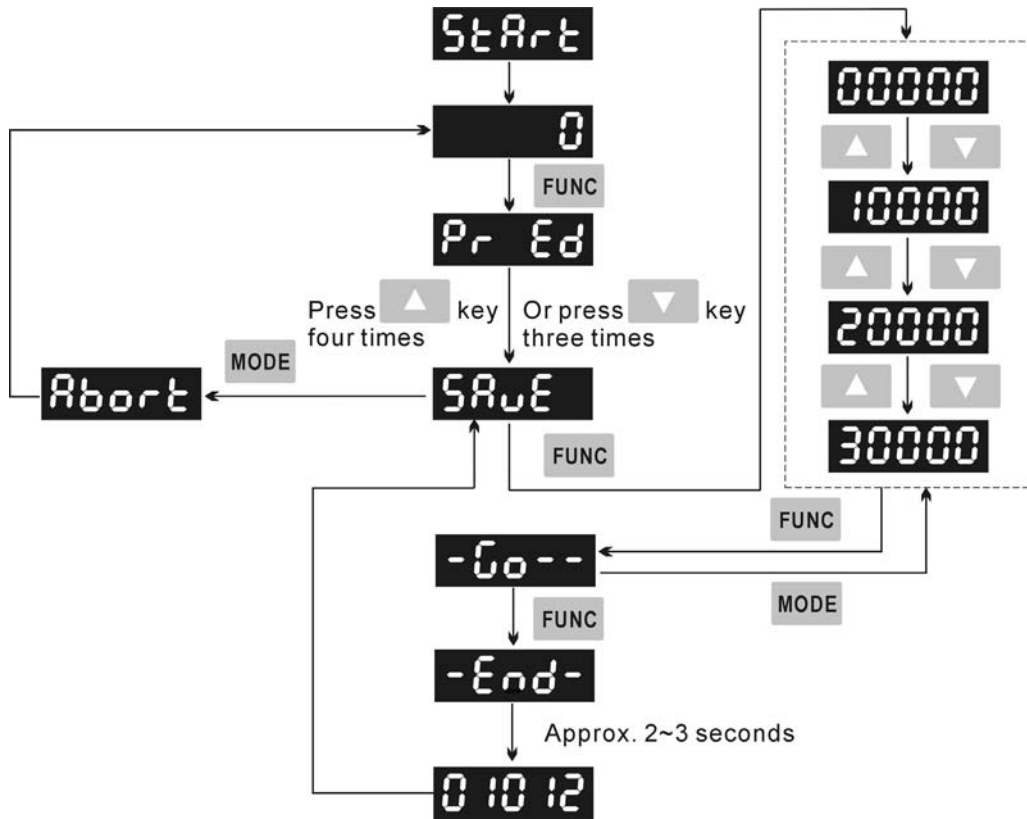 StArt
0
FUNC
Pr Ed
Press ▲ key
four times
Or press ▼ key
three times
MODE
Abort
SAvE
FUNC
00000
▲ ▼
10000
▲ ▼
20000
▲ ▼
30000
FUNC
-Go--
MODE
FUNC
-End-
Approx. 2~3 seconds
01012